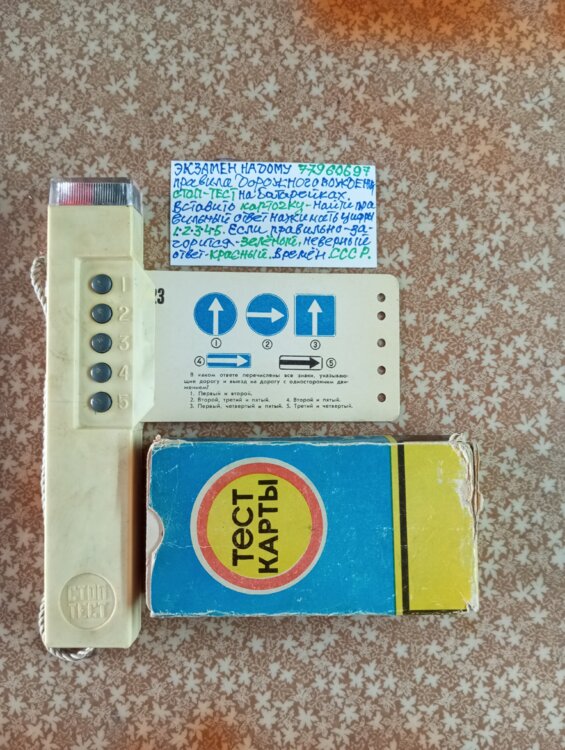 ЭКЗАМЕН НА ДОМУ 77960697
правила ДОРОЖНОГО ВОЖДЕНИЯ
СТОП-ТЕСТ на батарейках.
Вставить карточку-найти пра
вильный ответ нажимать цифры
1-2-3-4-5. Если правильно-за-
горится-зелёный, неверный
ответ-красный. Времён СССР.
23
1
2
3
4
5
① ② ③
④ ⑤
В каком ответе перечислены все знаки, указываю-
щие дорогу и выезд на дорогу с односторонним дви-
жением?
1. Первый и второй.
2. Второй, третий и пятый. 4. Второй и пятый.
3. Первый, четвертый и пятый. 5. Третий и четвертый.
ТЕСТ
КАРТЫ
СТОП
ТЕСТ